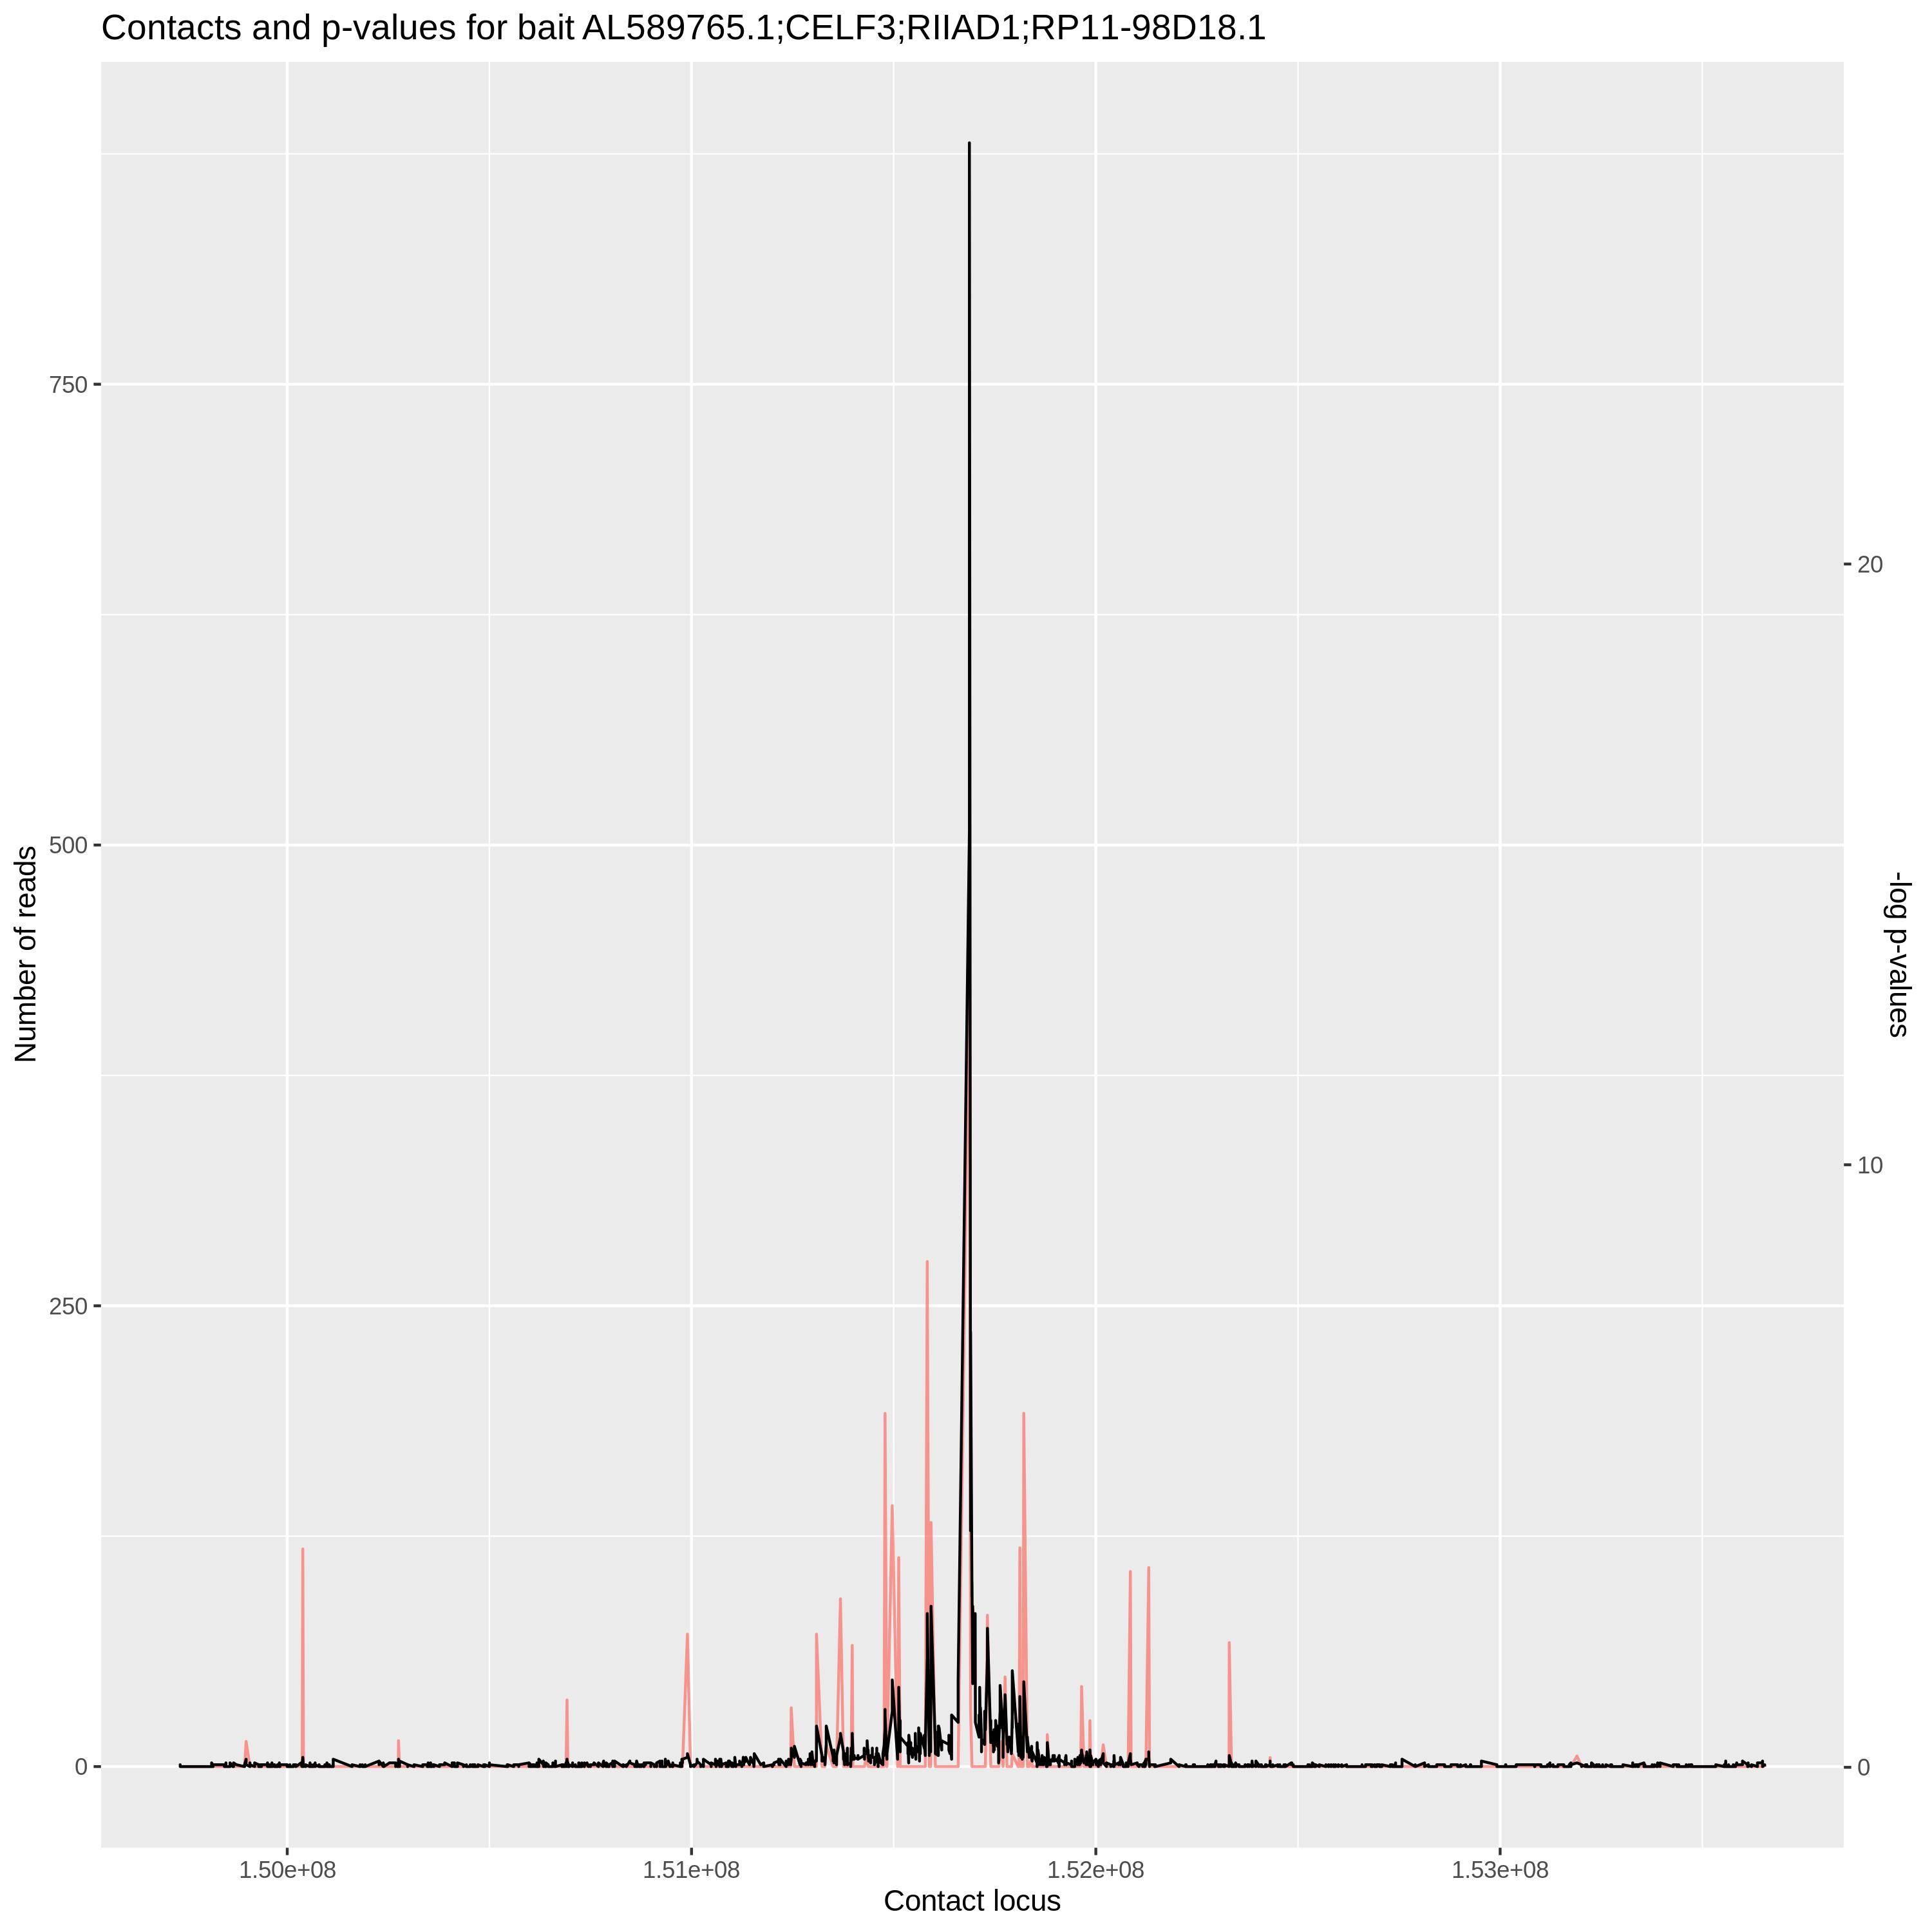 Contacts and p-values for bait AL589765.1;CELF3;RIIAD1;RP11-98D18.1
750
500
250
0
Number of reads
20
10
0
-log p-values
1.50e+08 1.51e+08 1.52e+08 1.53e+08
Contact locus